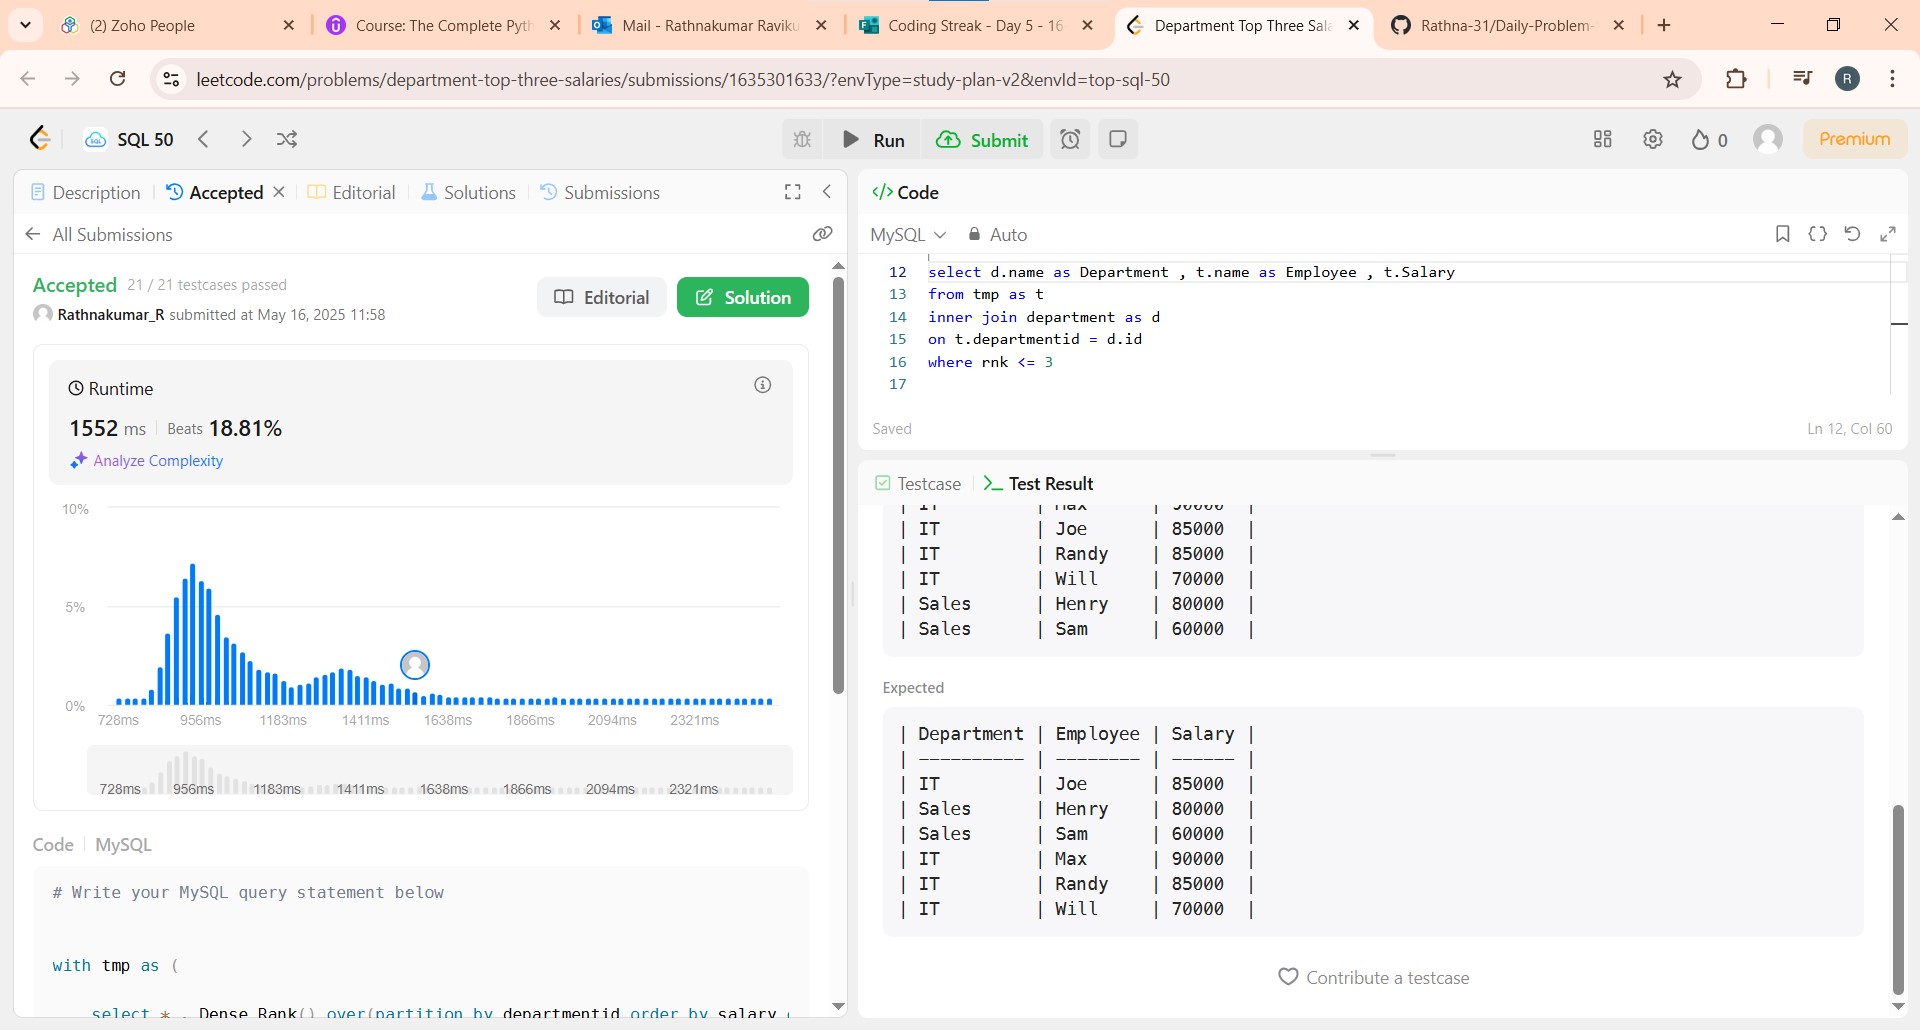 (2) Zoho People
Course: The Complete Pyth
Mail - Rathnakumar Raviku
Coding Streak - Day 5 - 16
Department Top Three Sala
Rathna-31/Daily-Problem-
leetcode.com/problems/department-top-three-salaries/submissions/1635301633/?envType=study-plan-v2&envId=top-sql-50
R
SQL 50
Run
Submit
0
Premium
Description
Accepted
Editorial
Solutions
Submissions
All Submissions
Accepted 21 / 21 testcases passed
Rathnakumar_R submitted at May 16, 2025 11:58
Editorial
Solution
Runtime
1552 ms | Beats 18.81%
Analyze Complexity
10%
5%
0%
728ms 956ms 1183ms 1411ms 1638ms 1866ms 2094ms 2321ms
728ms 956ms 1183ms 1411ms 1638ms 1866ms 2094ms 2321ms
Code | MySQL
# Write your MySQL query statement below
with tmp as (
select * , Dense_Rank() over(partition by departmentid order by salary
</> Code
MySQL
Auto
12 select d.name as Department , t.name as Employee , t.Salary
13 from tmp as t
14 inner join department as d
15 on t.departmentid = d.id
16 where rnk <= 3
17
Saved
Ln 12, Col 60
Testcase
Test Result
| IT | Max | 90000 |
| IT | Joe | 85000 |
| IT | Randy | 85000 |
| IT | Will | 70000 |
| Sales | Henry | 80000 |
| Sales | Sam | 60000 |
Expected
| Department | Employee | Salary |
| ---------- | -------- | ------ |
| IT | Joe | 85000 |
| Sales | Henry | 80000 |
| Sales | Sam | 60000 |
| IT | Max | 90000 |
| IT | Randy | 85000 |
| IT | Will | 70000 |
Contribute a testcase